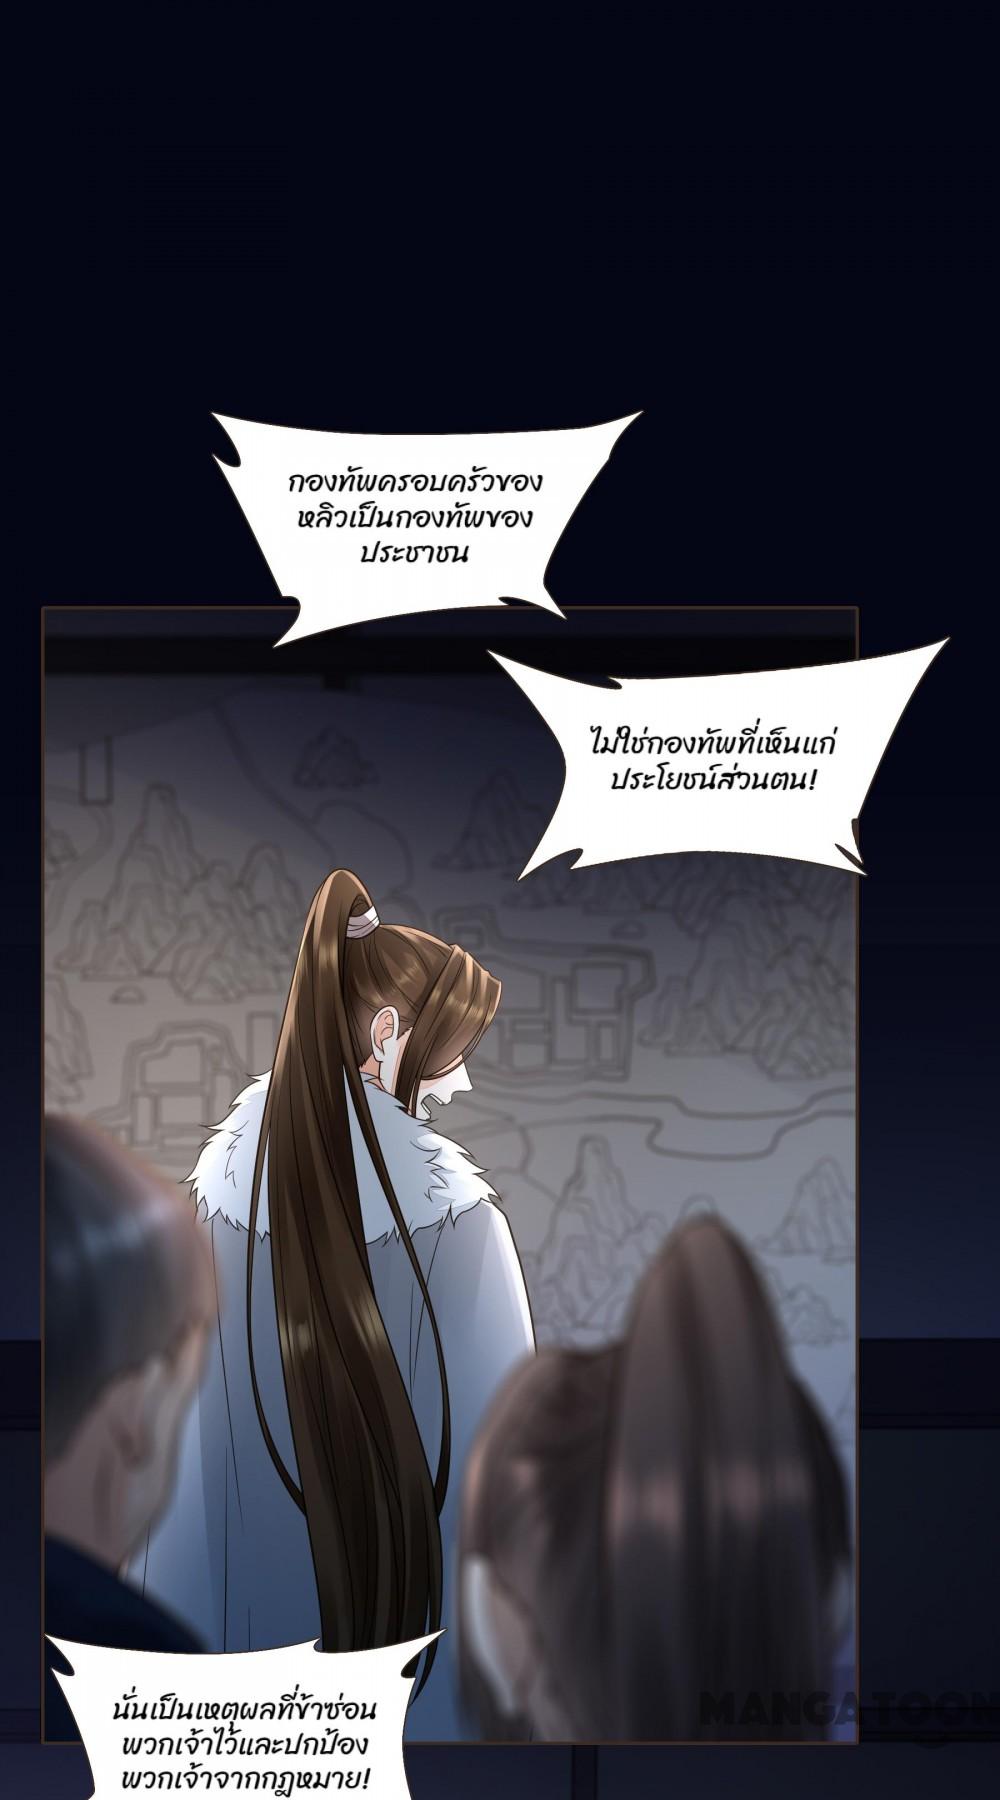 กองทัพครอบครัวของ
หลิวเป็นกองทัพของ
ประชาชน
ไม่ใช่กองทัพที่เห็นแก่
ประโยชน์ส่วนตน!
นั่นเป็นเหตุผลที่ข้าซ่อน
พวกเจ้าไว้และปกป้อง
พวกเจ้าจากกฎหมาย!
MANGATOON